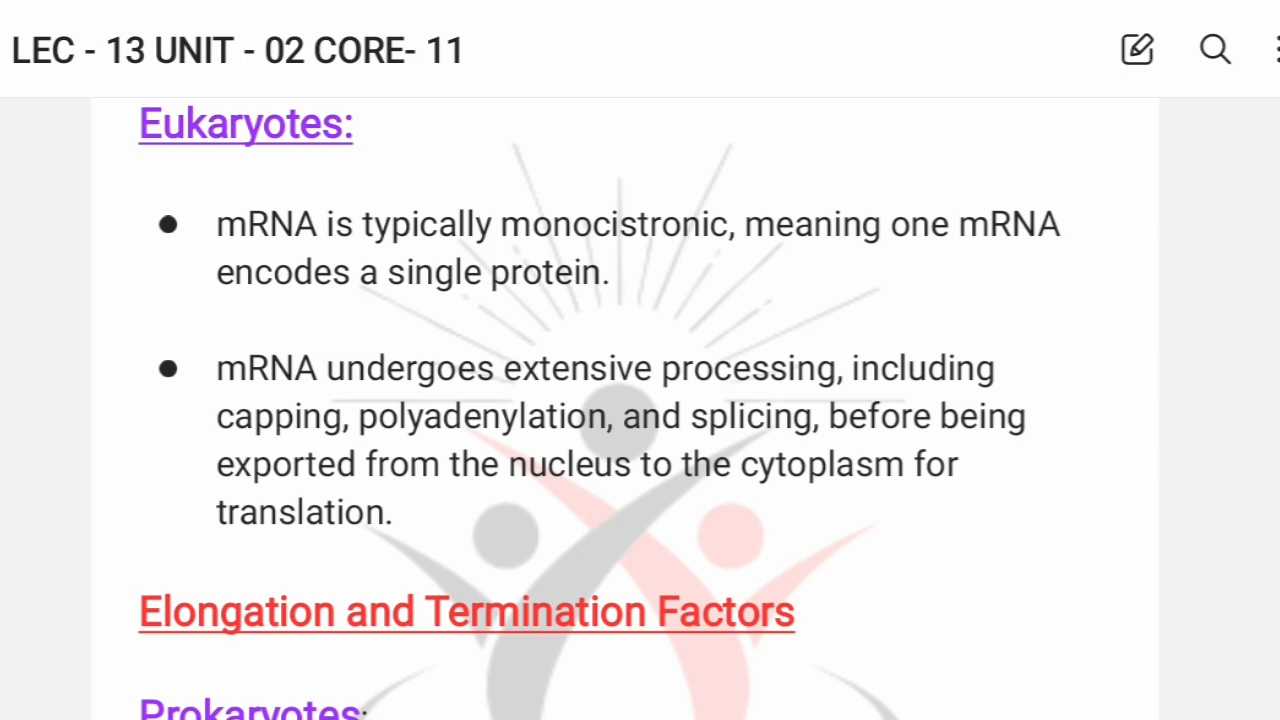 LEC - 13 UNIT - 02 CORE- 11
Eukaryotes:
● mRNA is typically monocistronic, meaning one mRNA
encodes a single protein.
● mRNA undergoes extensive processing, including
capping, polyadenylation, and splicing, before being
exported from the nucleus to the cytoplasm for
translation.
Elongation and Termination Factors
Prokaryotes: